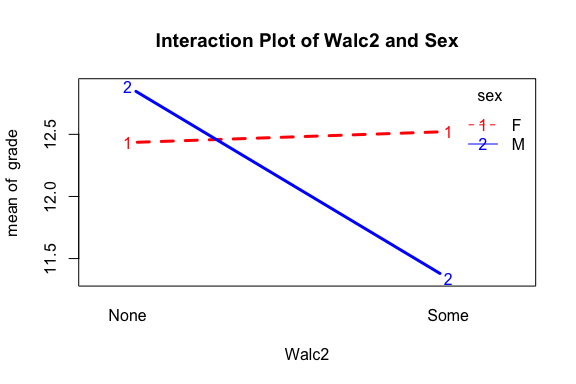 Interaction Plot of Walc2 and Sex
mean of  grade
12.5
12.0
11.5
2
1
1
2
sex
1 F
2 M
None Some
Walc2